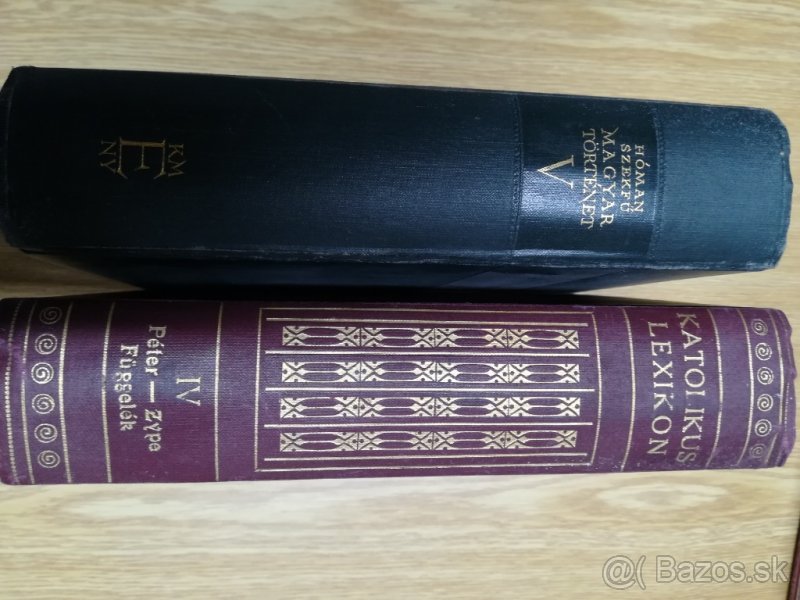 HÓMAN
SZEKFŰ
MAGYAR
TÖRTÉNET
V
KM
E
NY
KATOLIKUS
LEXIKON
IV
Péter — Zype
Függelék
@ Bazos.sk